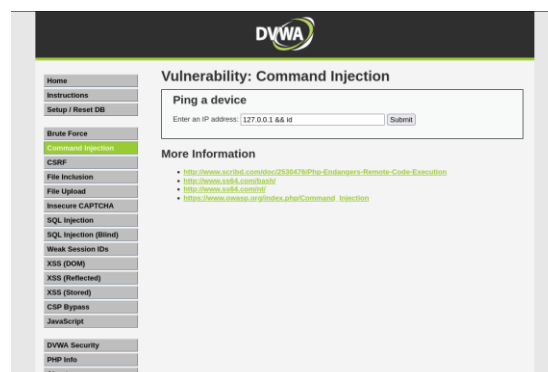 DVWA
Home
Instructions
Setup / Reset DB
Brute Force
Command Injection
CSRF
File Inclusion
File Upload
Insecure CAPTCHA
SQL Injection
SQL Injection (Blind)
Weak Session IDs
XSS (DOM)
XSS (Reflected)
XSS (Stored)
CSP Bypass
JavaScript
DVWA Security
PHP Info
Vulnerability: Command Injection
Ping a device
Enter an IP address: 127.0.0.1 && id Submit
More Information
http://www.scribd.com/doc/2530476/Php-Endangers-Remote-Code-Execution
http://www.ss64.com/bash/
http://www.ss64.com/nt/
https://www.owasp.org/index.php/Command_Injection